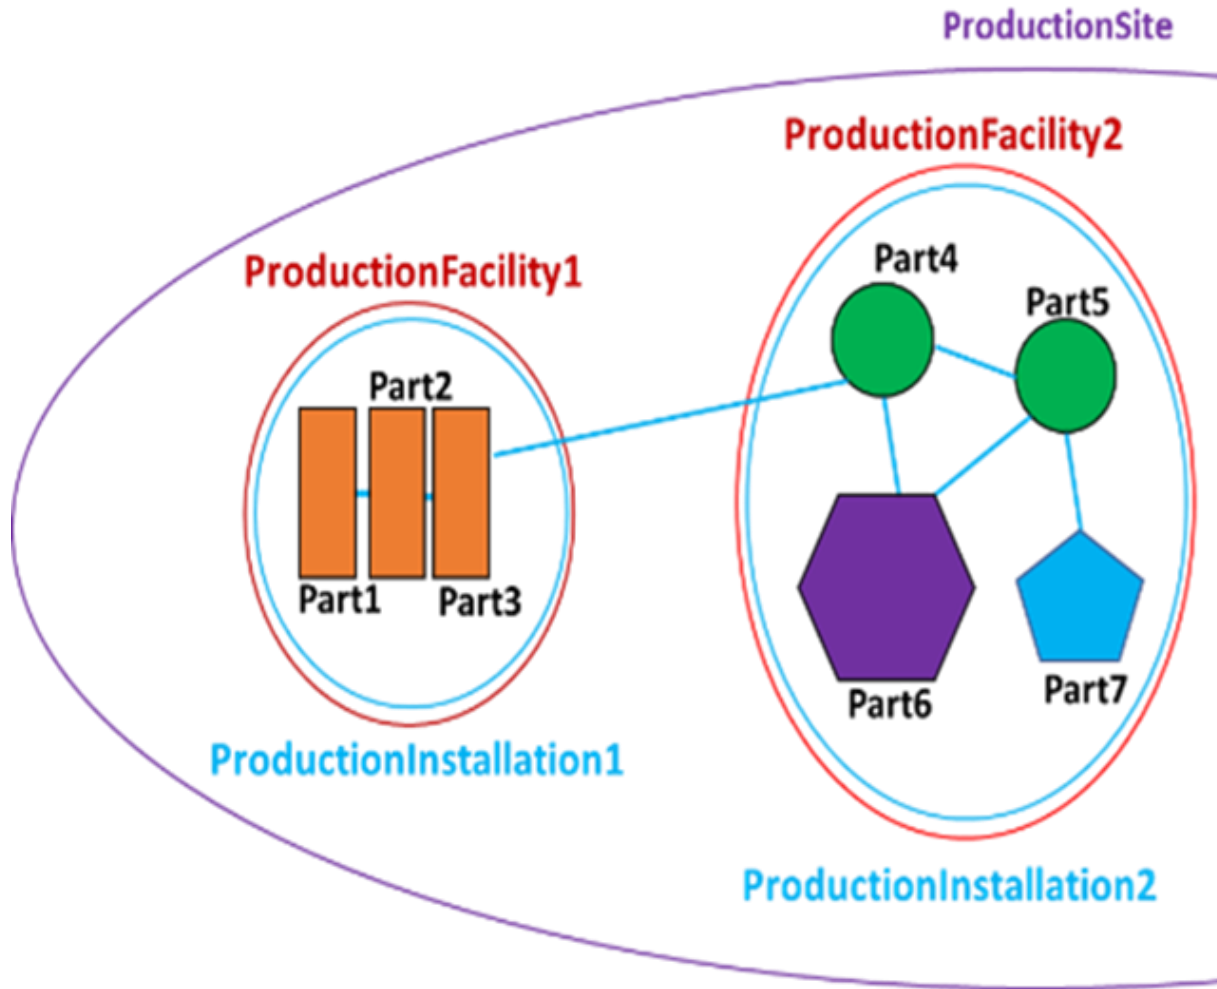 ProductionSite
ProductionFacility2
Part4
ProductionFacility1
Part5
Part2
Part1
Part3
Part6
Part7
ProductionInstallation1
ProductionInstallation2